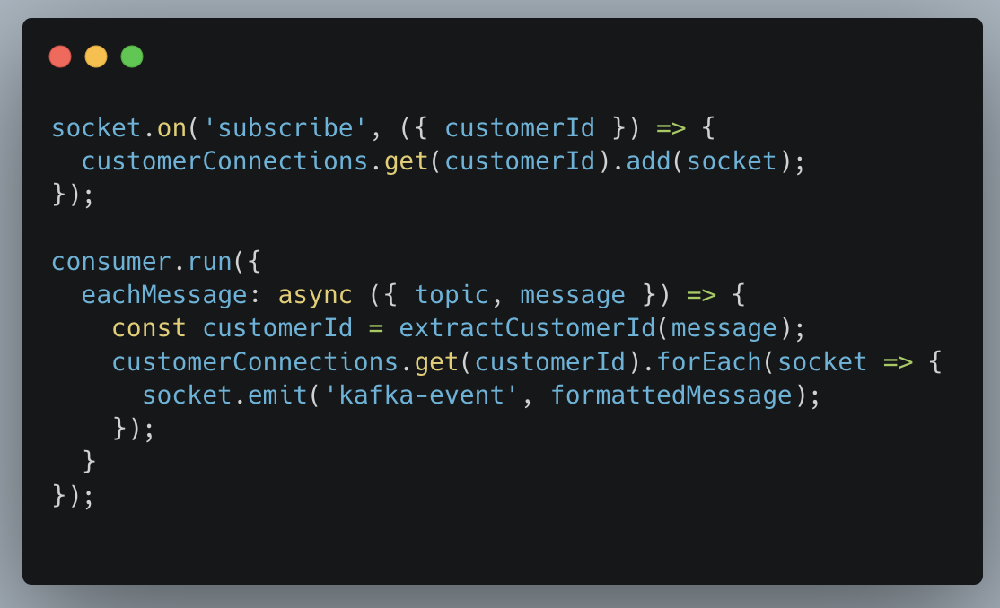 socket.on('subscribe', ({ customerId }) => {
  customerConnections.get(customerId).add(socket);
});

consumer.run({
  eachMessage: async ({ topic, message }) => {
    const customerId = extractCustomerId(message);
    customerConnections.get(customerId).forEach(socket => {
      socket.emit('kafka-event', formattedMessage);
    });
  }
});